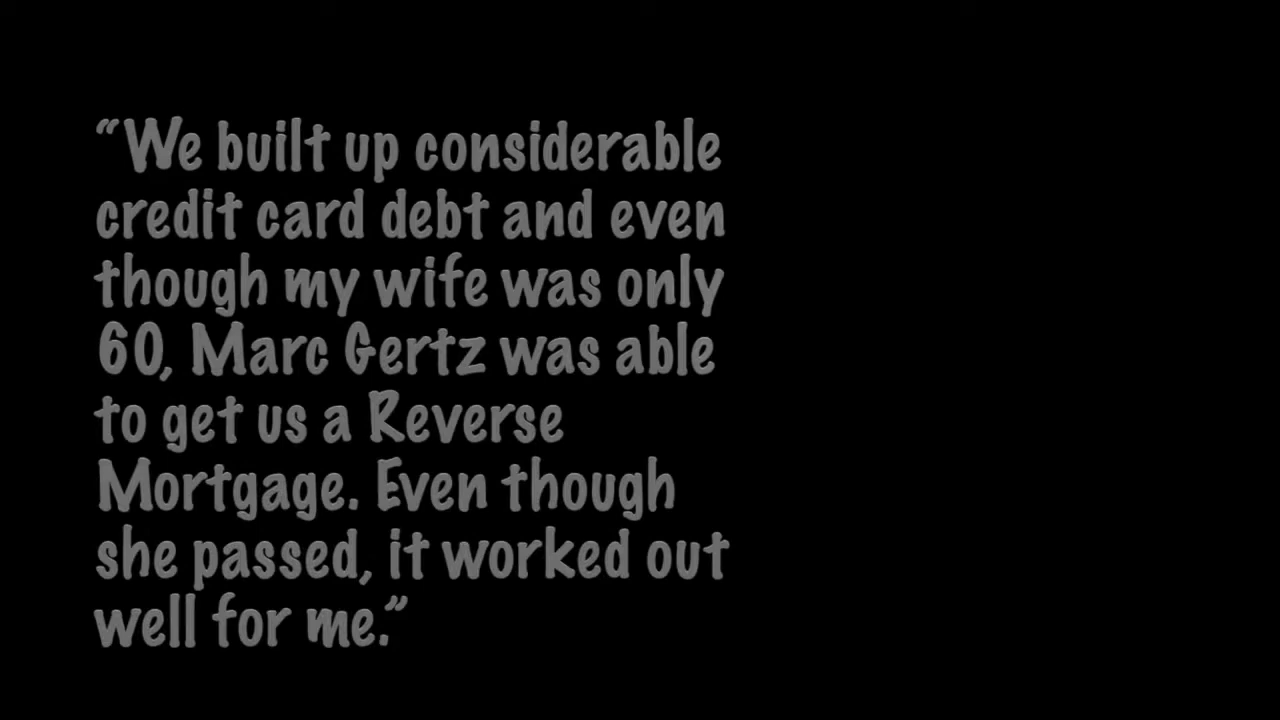 “We built up considerable
credit card debt and even
though my wife was only
60, Marc Gertz was able
to get us a Reverse
Mortgage. Even though
she passed, it worked out
well for me.”